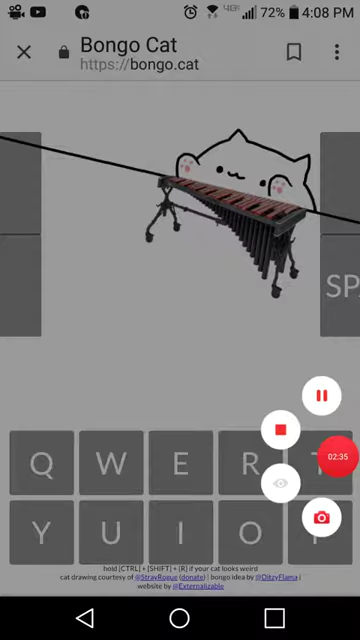 72% 4:08 PM
Bongo Cat
https://bongo.cat
SP
Q W E R T
02:35
Y U I O P
hold [CTRL] + [SHIFT] + [R] if your cat looks weird
cat drawing courtesy of @StrayRogue (donate) | bongo idea by @DitzyFlama |
website by @Externalizable